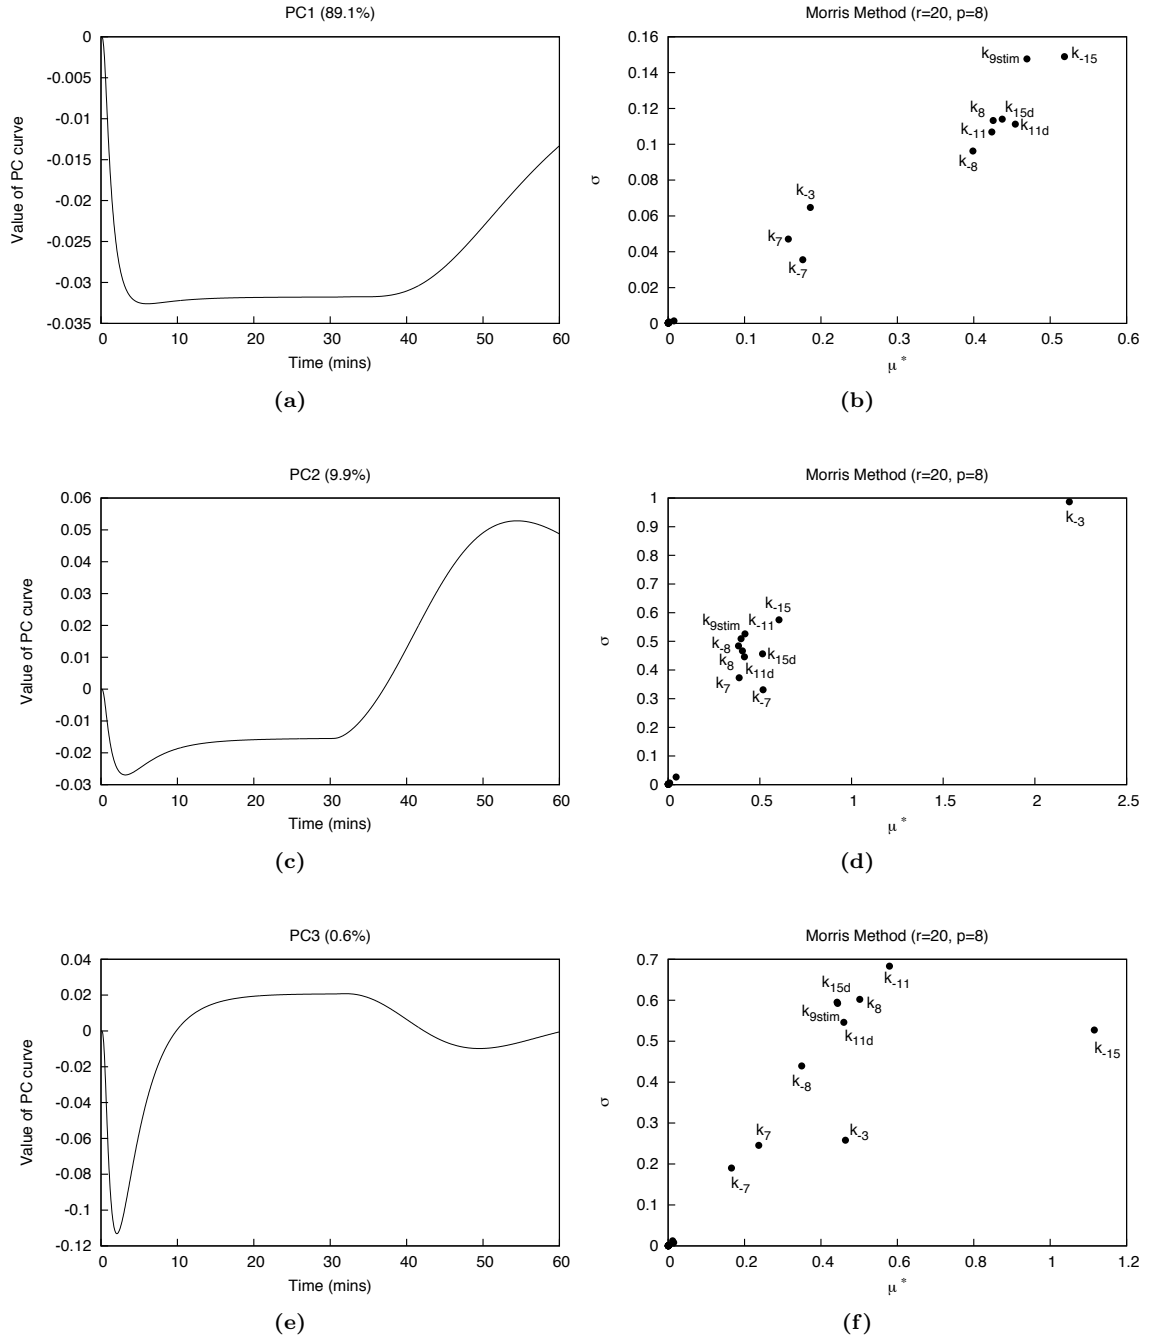 PC1 (89.1%)
0
-0.005
-0.01
-0.015
-0.02
-0.025
-0.03
-0.035
Value of PC curve
0 10 20 30 40 50 60
Time (mins)
(a)
Morris Method (r=20, p=8)
0.16
0.14
0.12
0.1
0.08
0.06
0.04
0.02
0
σ
k9stim
k-15
k8
k15d
k-11
k11d
k-8
k-3
k7
k-7
0 0.1 0.2 0.3 0.4 0.5 0.6
μ*
(b)
PC2 (9.9%)
0.06
0.05
0.04
0.03
0.02
0.01
0
-0.01
-0.02
-0.03
Value of PC curve
0 10 20 30 40 50 60
Time (mins)
(c)
Morris Method (r=20, p=8)
1
0.9
0.8
0.7
0.6
0.5
0.4
0.3
0.2
0.1
0
σ
k-3
k-15
k9stim
k-11
k-8
k15d
k8
k11d
k7
k-7
0 0.5 1 1.5 2 2.5
μ*
(d)
PC3 (0.6%)
0.04
0.02
0
-0.02
-0.04
-0.06
-0.08
-0.1
-0.12
Value of PC curve
0 10 20 30 40 50 60
Time (mins)
(e)
Morris Method (r=20, p=8)
0.7
0.6
0.5
0.4
0.3
0.2
0.1
0
σ
k-11
k15d
k8
k9stim
k11d
k-15
k-8
k7
k-3
k-7
0 0.2 0.4 0.6 0.8 1 1.2
μ*
(f)